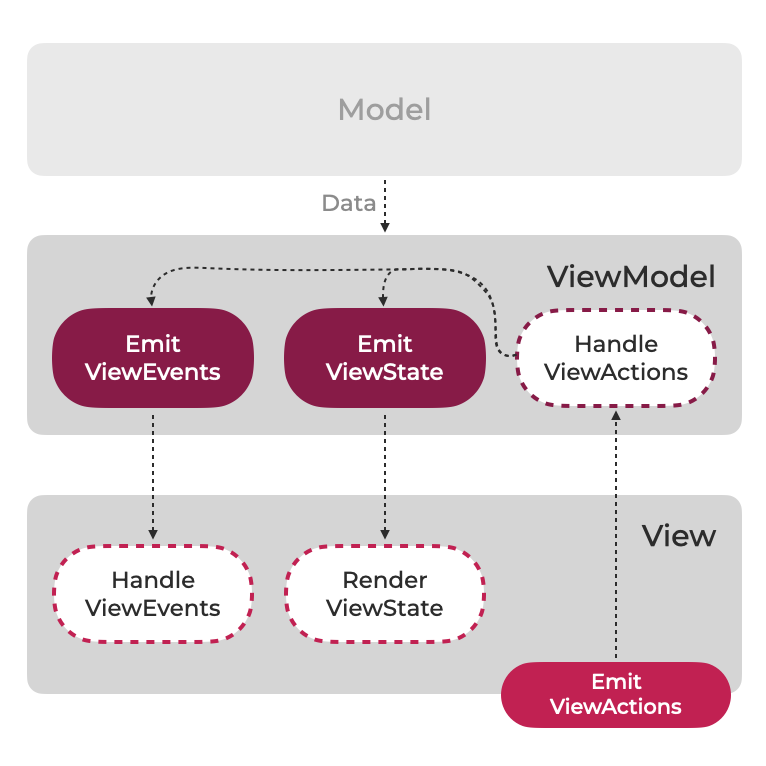 Model
Data
ViewModel
Emit
ViewEvents
Emit
ViewState
Handle
ViewActions
View
Handle
ViewEvents
Render
ViewState
Emit
ViewActions